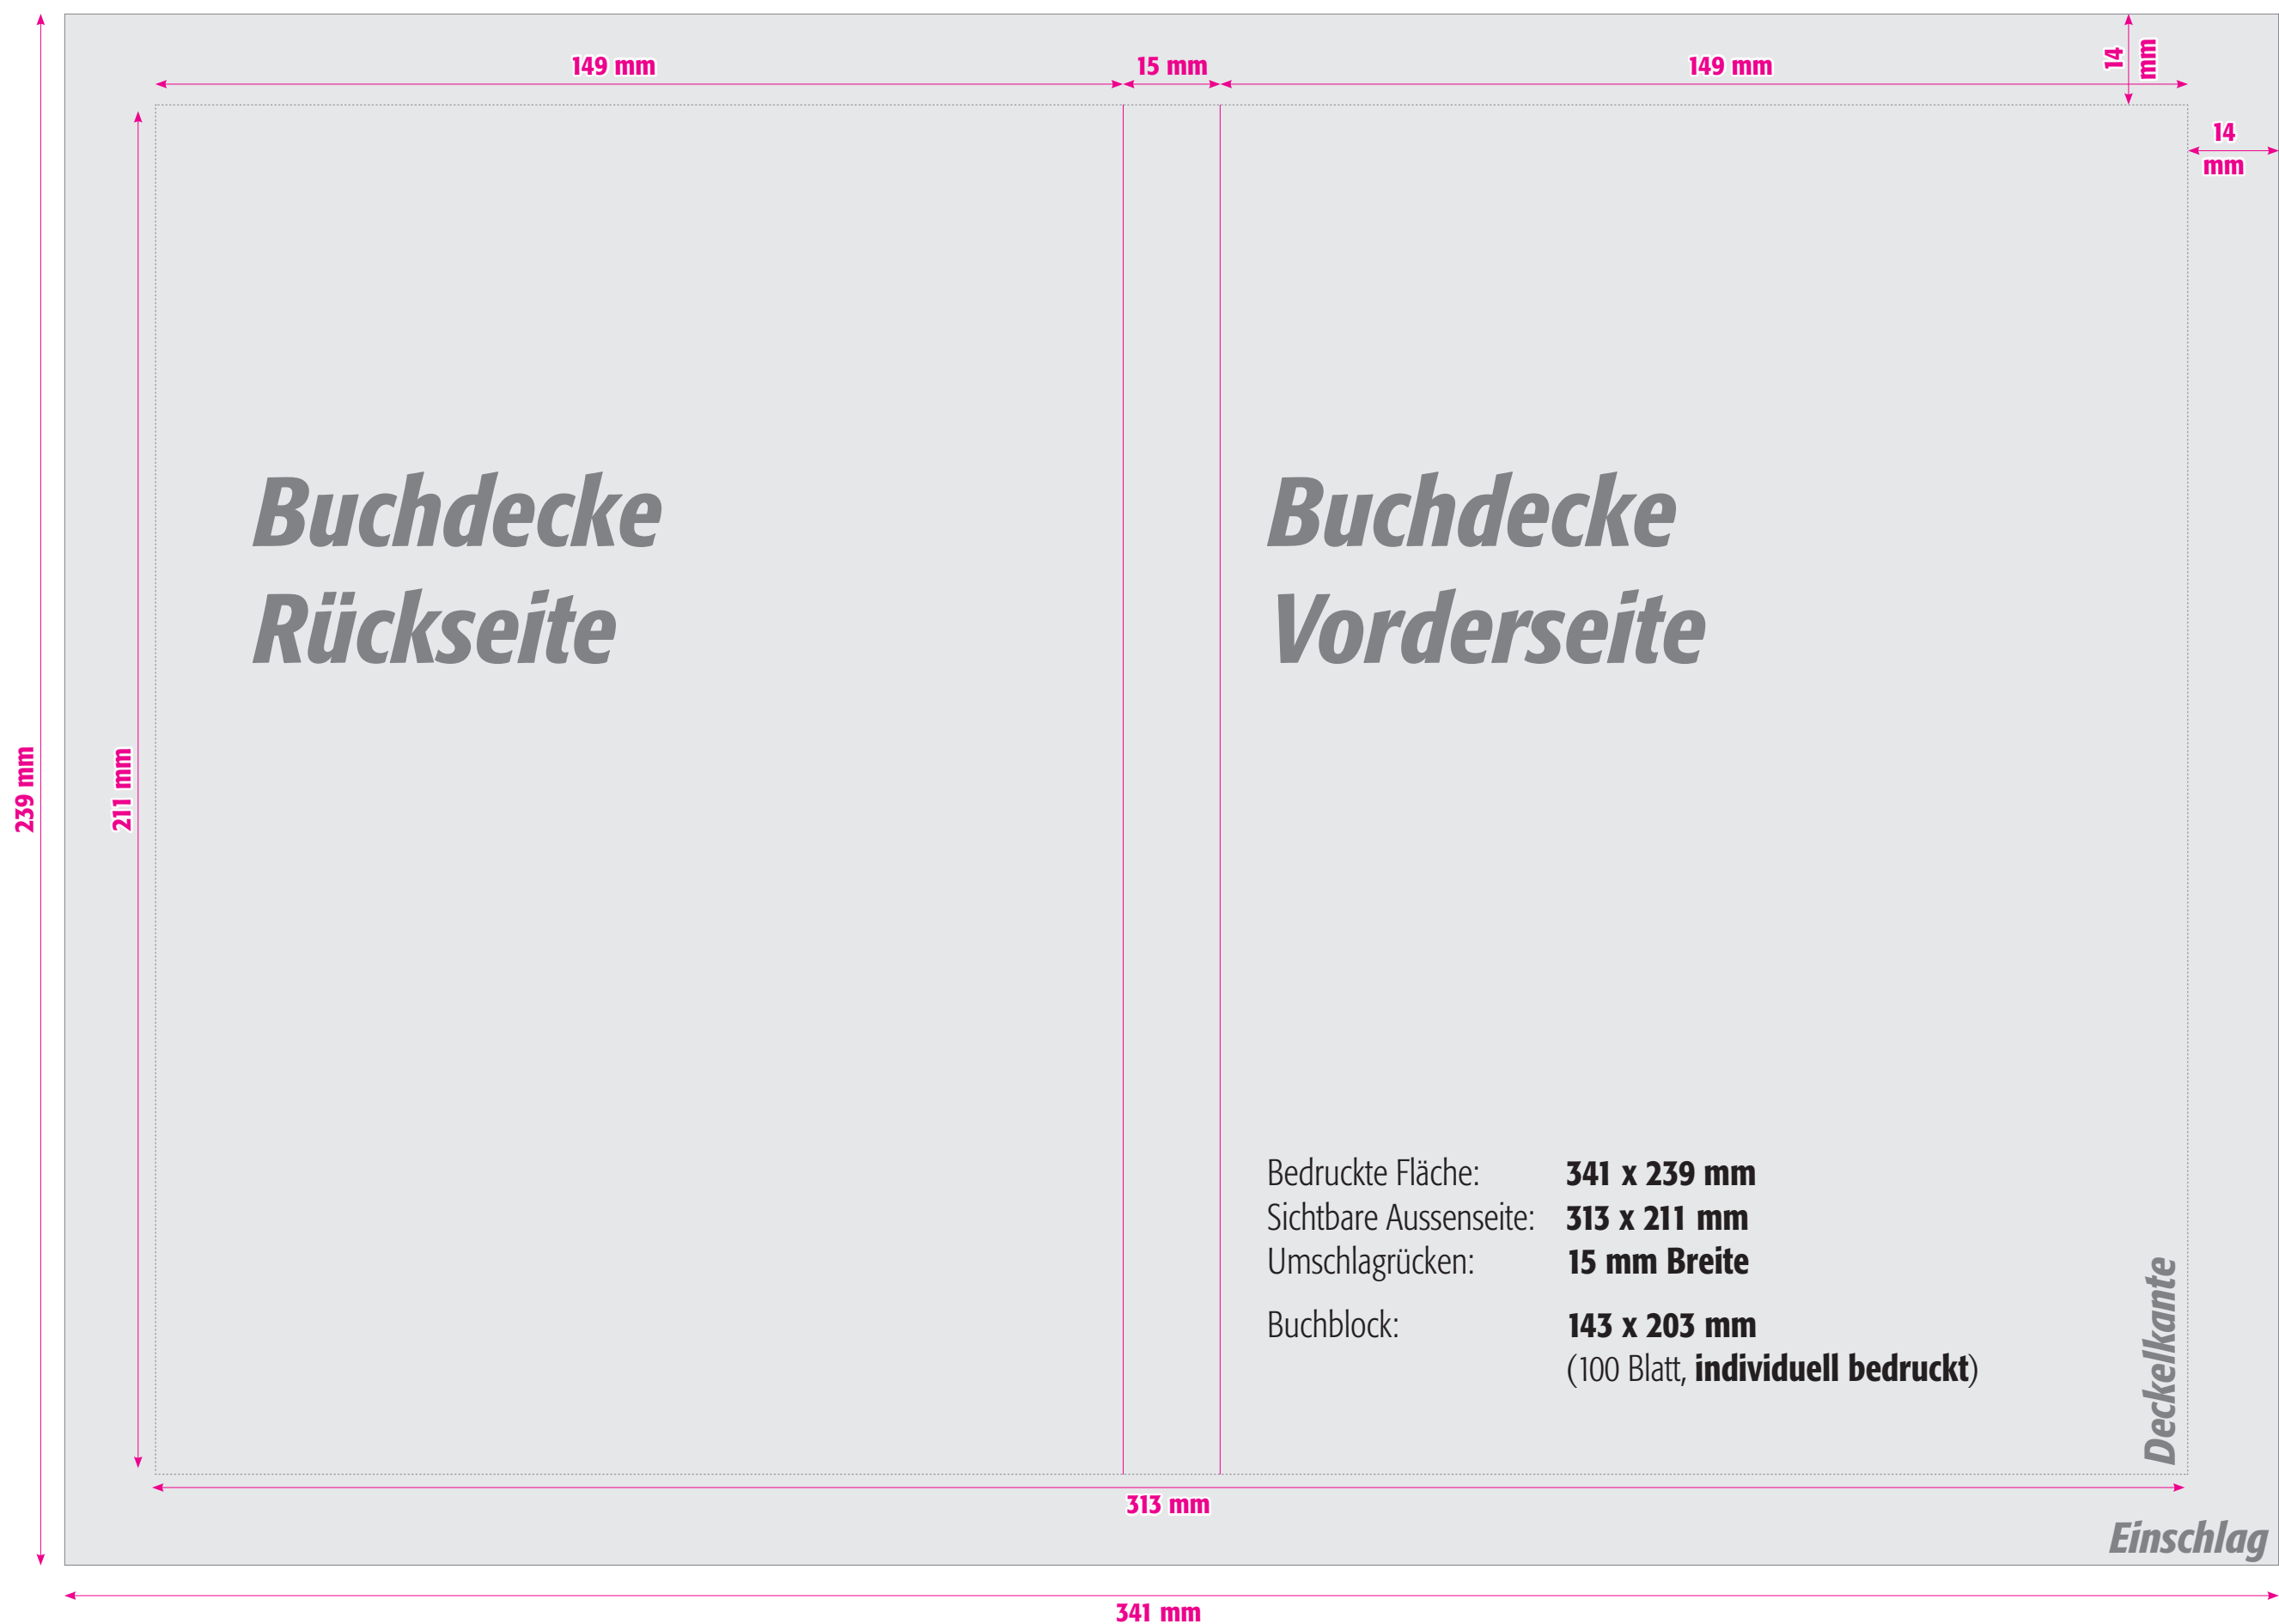 149 mm
15 mm
149 mm
14
mm
14
mm
Buchdecke
Rückseite
Buchdecke
Vorderseite
239 mm
211 mm
Bedruckte Fläche: 341 x 239 mm
Sichtbare Aussenseite: 313 x 211 mm
Umschlagrücken: 15 mm Breite
Buchblock: 143 x 203 mm
(100 Blatt, individuell bedruckt)
Deckelkante
313 mm
Einschlag
341 mm